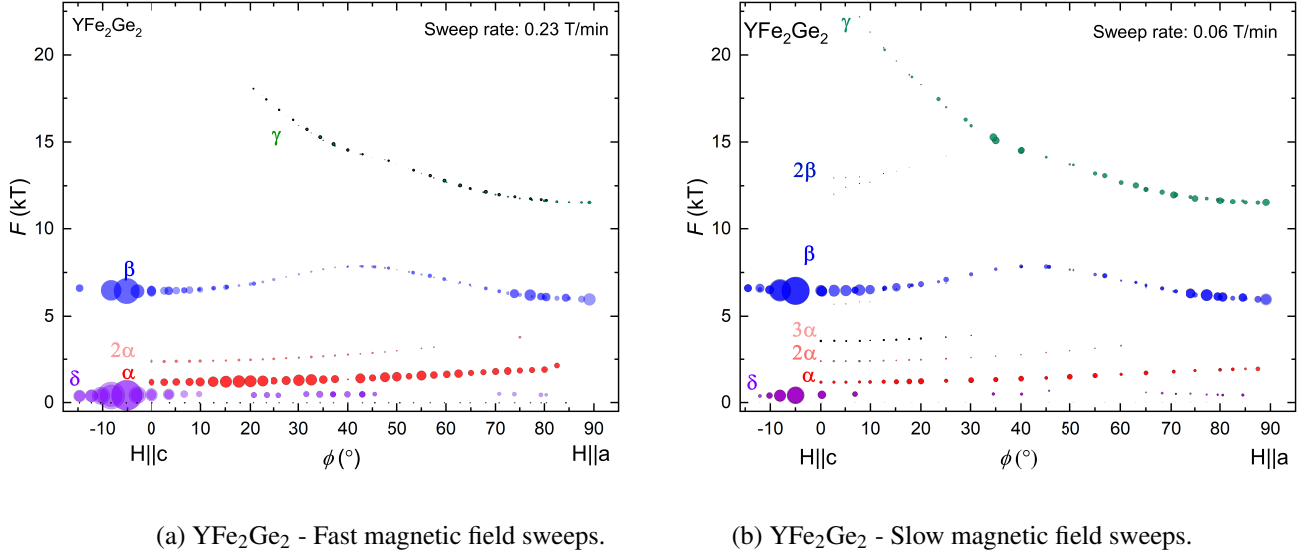 YFe₂Ge₂
Sweep rate: 0.23 T/min
20
15
10
5
0
F (kT)
γ
β
2α
α
δ
-10 0 10 20 30 40 50 60 70 80 90
H||c ϕ (°) H||a
(a) YFe₂Ge₂ - Fast magnetic field sweeps.
YFe₂Ge₂
Sweep rate: 0.06 T/min
20
15
10
5
0
F (kT)
γ
2β
β
3α
2α
α
δ
-10 0 10 20 30 40 50 60 70 80 90
H||c ϕ (°) H||a
(b) YFe₂Ge₂ - Slow magnetic field sweeps.